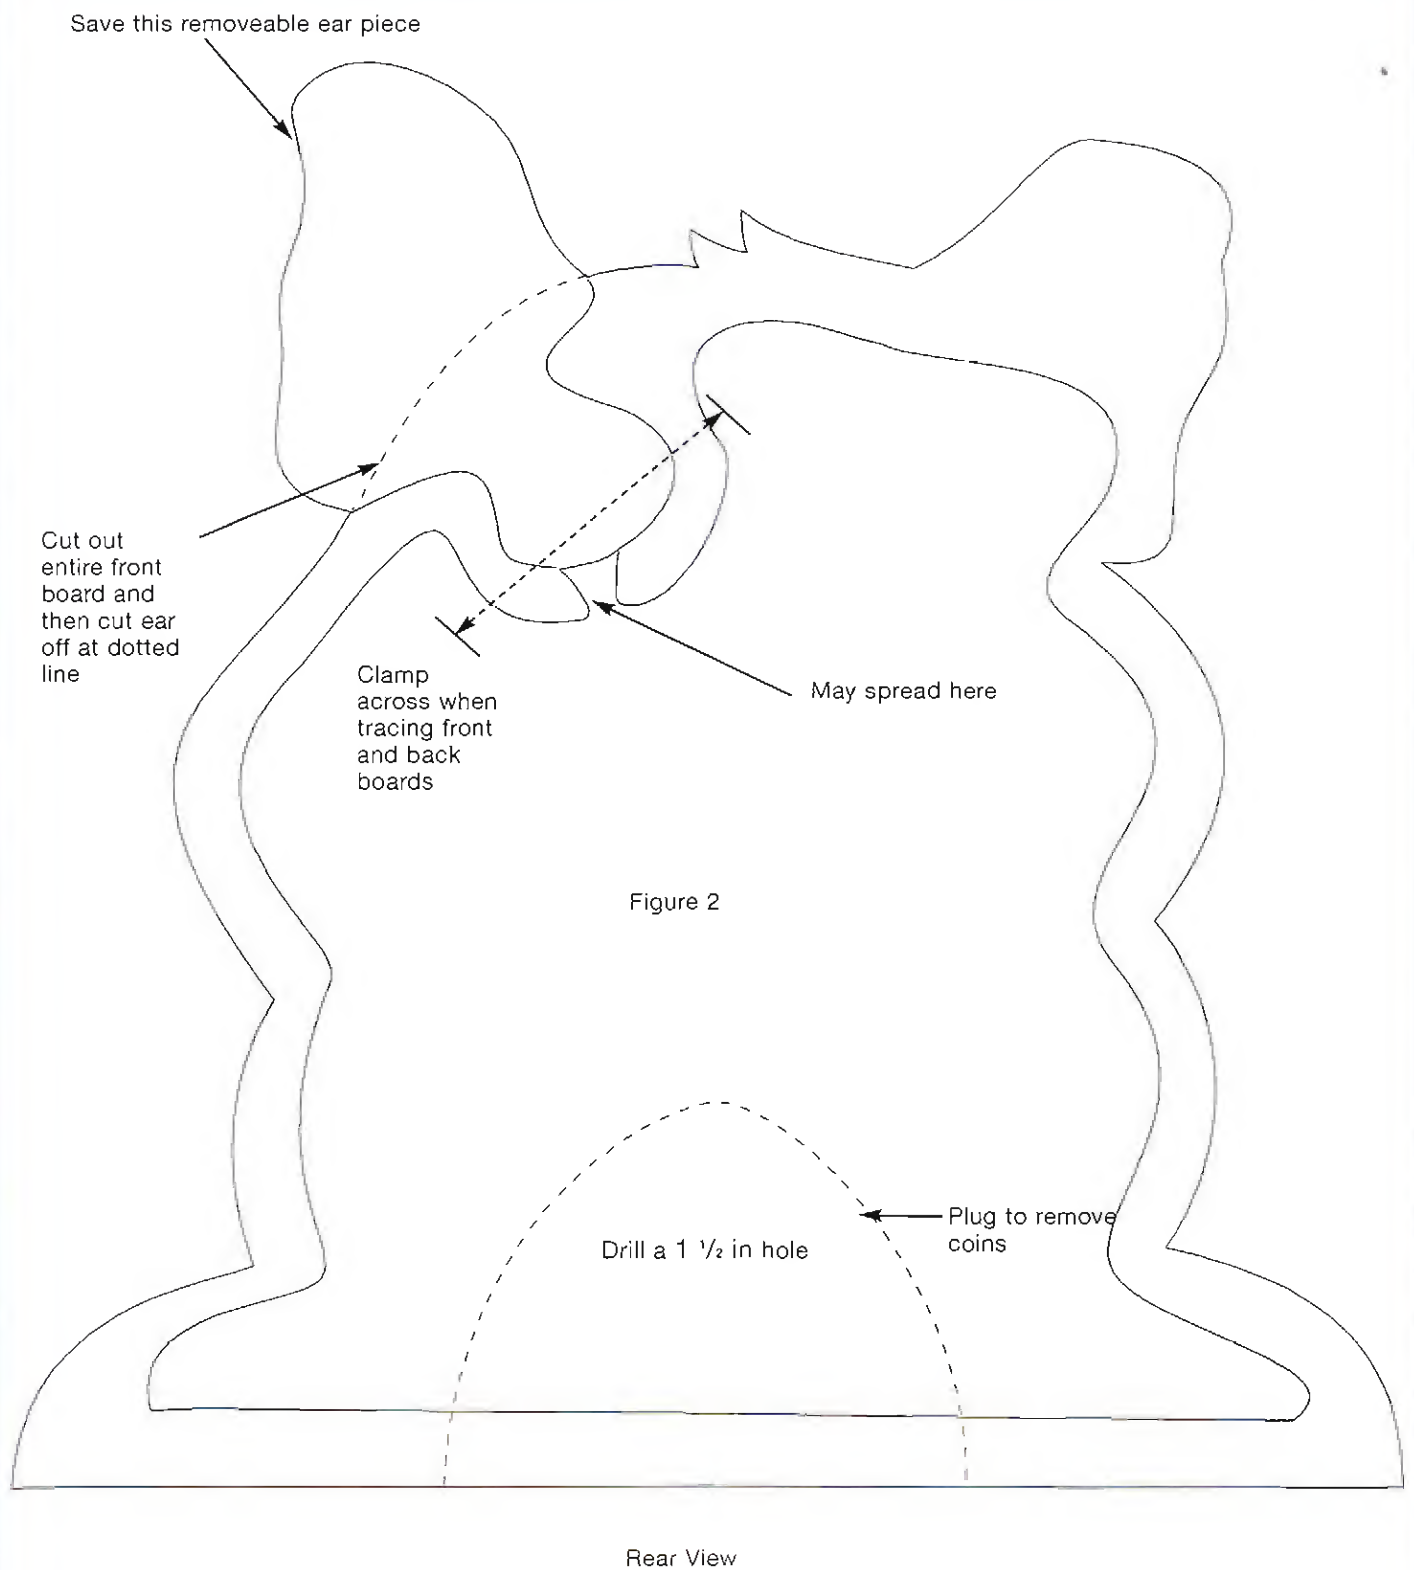 Save this removeable ear piece
Cut out
entire front
board and
then cut ear
off at dotted
line
Clamp
across when
tracing front
and back
boards
May spread here
Figure 2
Plug to remove
coins
Drill a 1 1/2 in hole
Rear View